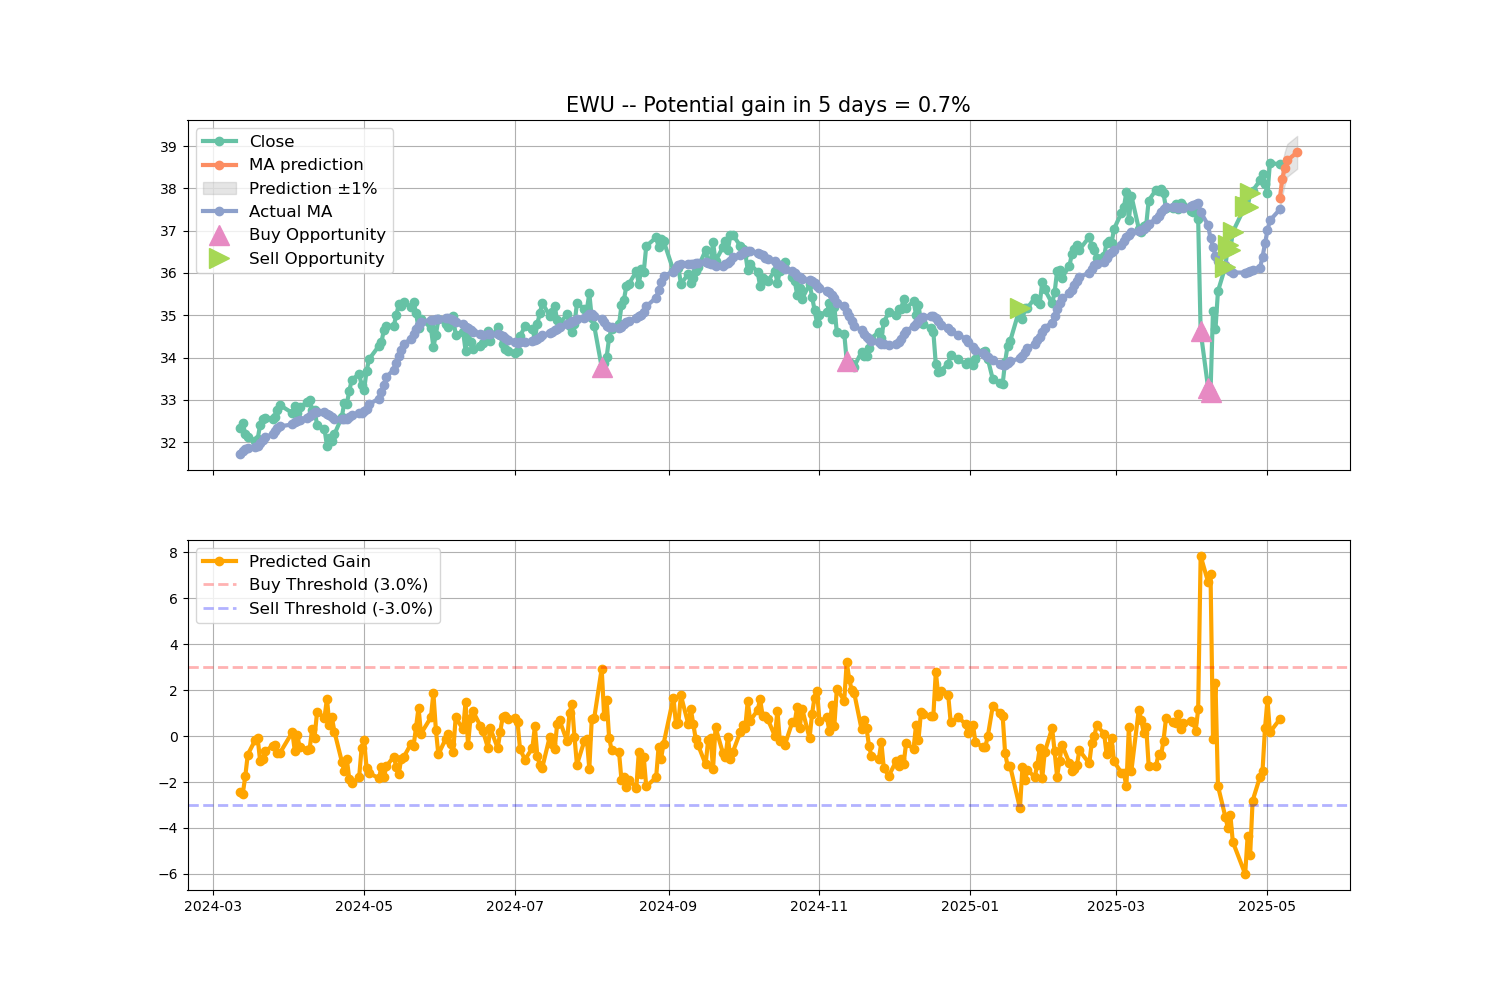 EWU -- Potential gain in 5 days = 0.7%
Close
MA prediction
Prediction ±1%
Actual MA
Buy Opportunity
Sell Opportunity
39
38
37
36
35
34
33
32
Predicted Gain
Buy Threshold (3.0%)
Sell Threshold (-3.0%)
8
6
4
2
0
−2
−4
−6
2024-03 2024-05 2024-07 2024-09 2024-11 2025-01 2025-03 2025-05